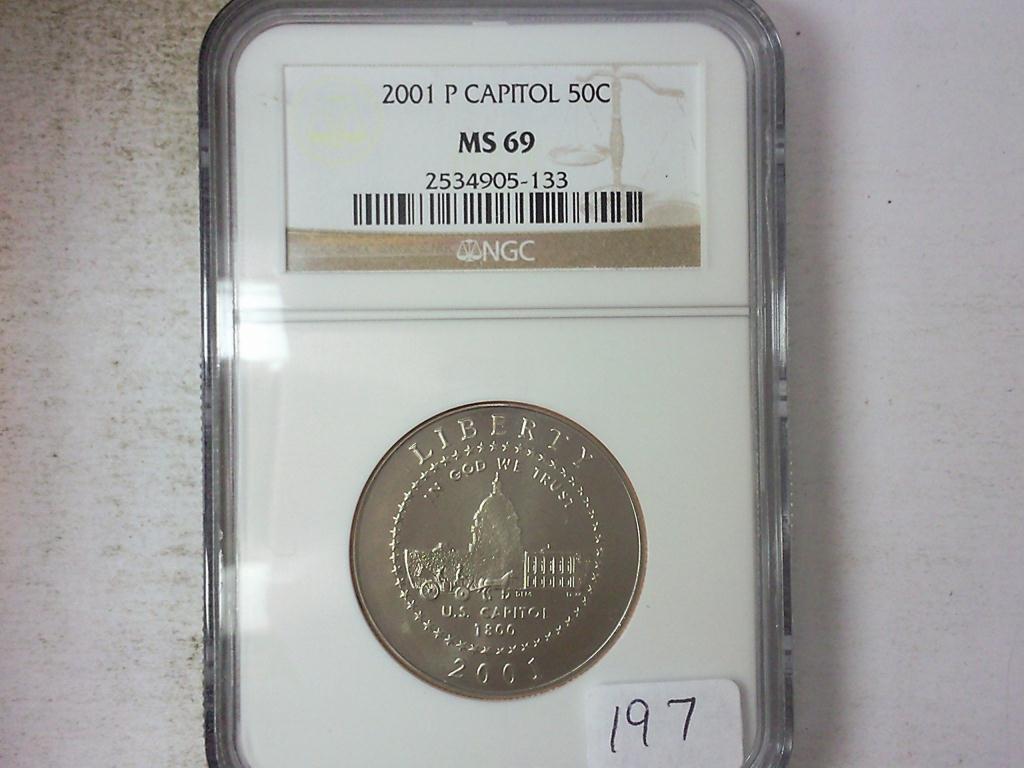 2001 P CAPITOL 50C
MS 69
2534905-133
NGC
LIBERTY
IN GOD WE TRUST
U.S. CAPITOL
1800
2001
197